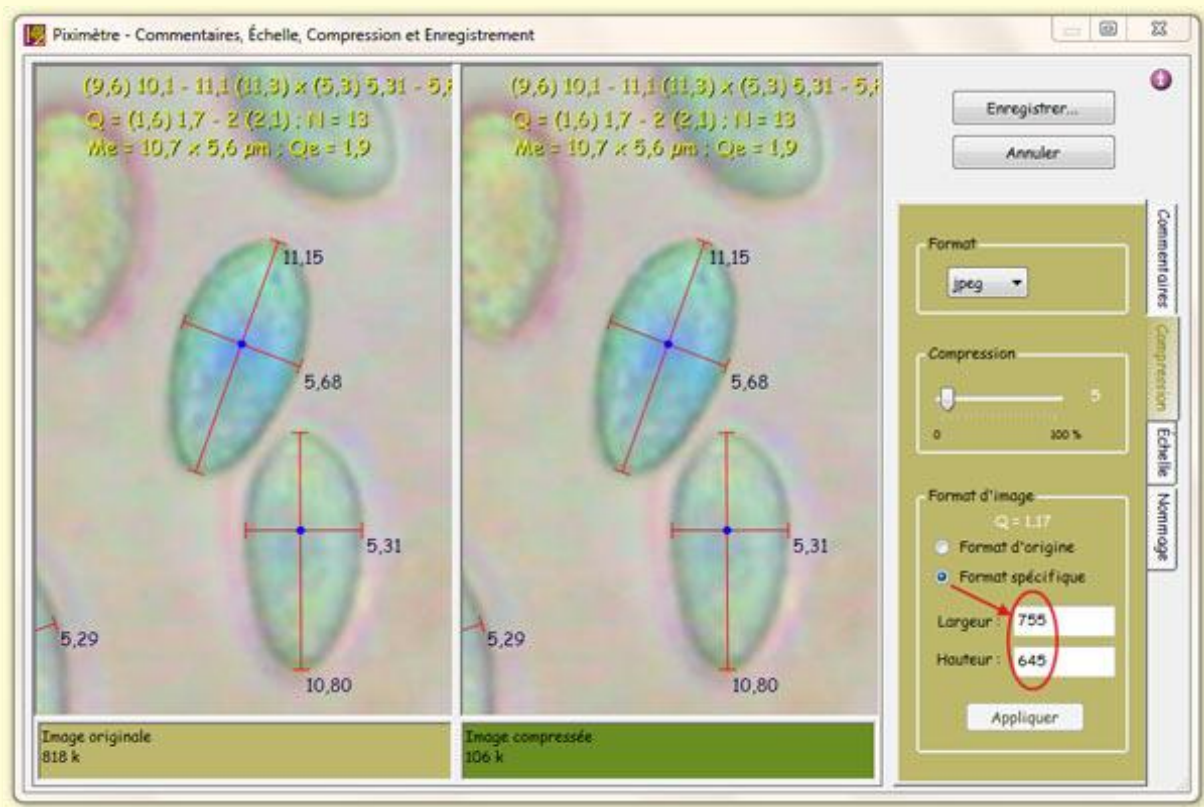 Piximètre - Commentaires, Échelle, Compression et Enregistrement
(9,6) 10,1 - 11,1 (11,3) x (5,3) 5,31 -
Q = (1,6) 1,7 - 2 (2,1) ; N = 13
Me = 10,7 x 5,6 µm ; Qe = 1,9
11,15
5,68
5,31
5,29
10,80
Image originale
818 k
(9,6) 10,1 - 11,1 (11,3) x (5,3) 5,31 -
Q = (1,6) 1,7 - 2 (2,1) ; N = 13
Me = 10,7 x 5,6 µm ; Qe = 1,9
11,15
5,68
5,31
5,29
10,80
Image compressée
106 k
Enregistrer...
Annuler
Format
jpeg
Compression
5
0 100 %
Format d'image
Q = 1,17
Format d'origine
Format spécifique
Largeur : 755
Hauteur : 645
Appliquer
Commentaires
Compression
Echelle
Nommage